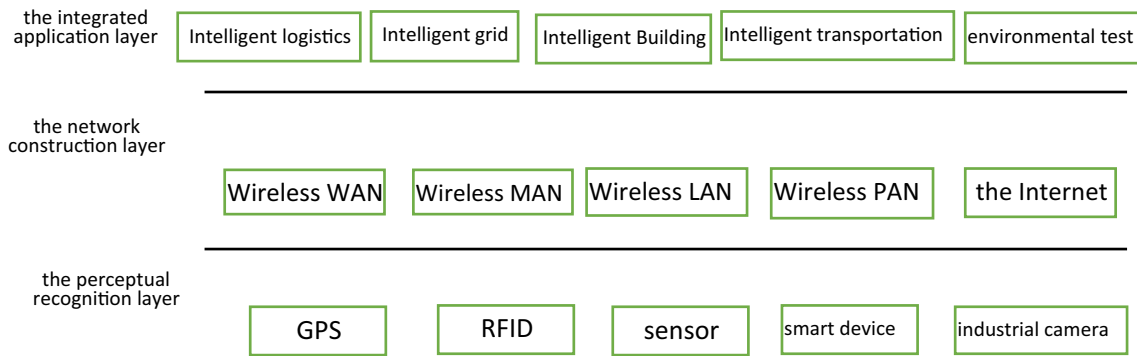 the integrated
application layer
Intelligent logistics
Intelligent grid
Intelligent Building
Intelligent transportation
environmental test
the network
construction layer
Wireless WAN
Wireless MAN
Wireless LAN
Wireless PAN
the Internet
the perceptual
recognition layer
GPS
RFID
sensor
smart device
industrial camera